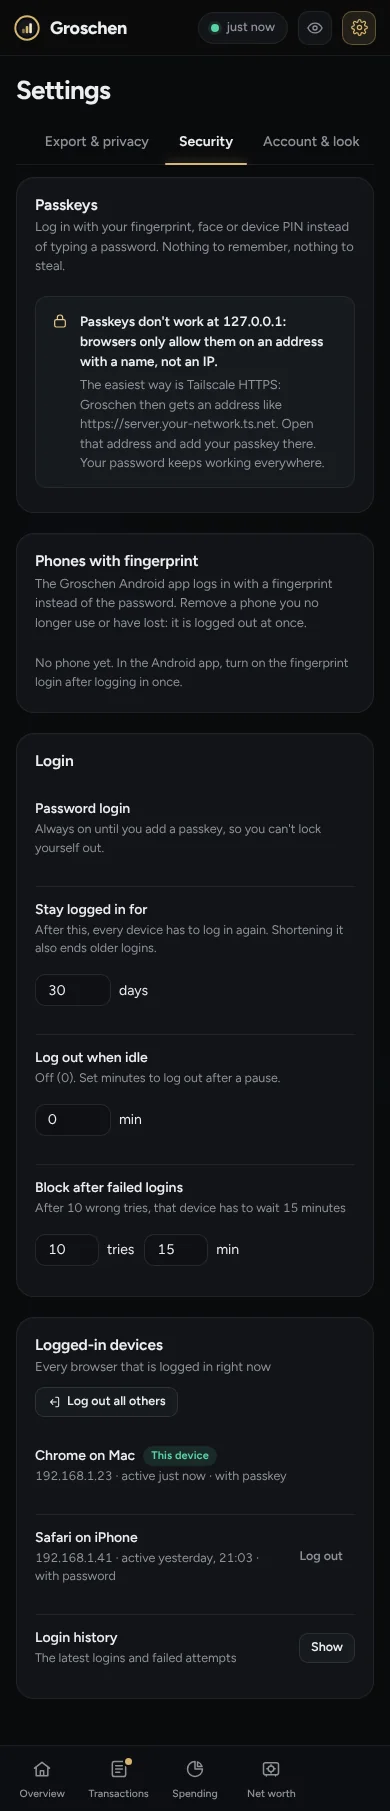 Groschen
just now
Settings
Export & privacy
Security
Account & look
Passkeys
Log in with your fingerprint, face or device PIN instead
of typing a password. Nothing to remember, nothing to
steal.
Passkeys don't work at 127.0.0.1:
browsers only allow them on an address
with a name, not an IP.
The easiest way is Tailscale HTTPS:
Groschen then gets an address like
https://server.your-network.ts.net. Open
that address and add your passkey there.
Your password keeps working everywhere.
Phones with fingerprint
The Groschen Android app logs in with a fingerprint
instead of the password. Remove a phone you no
longer use or have lost: it is logged out at once.
No phone yet. In the Android app, turn on the fingerprint
login after logging in once.
Login
Password login
Always on until you add a passkey, so you can't lock
yourself out.
Stay logged in for
After this, every device has to log in again. Shortening it
also ends older logins.
30 days
Log out when idle
Off (0). Set minutes to log out after a pause.
0 min
Block after failed logins
After 10 wrong tries, that device has to wait 15 minutes
10 tries 15 min
Logged-in devices
Every browser that is logged in right now
Log out all others
Chrome on Mac This device
192.168.1.23 · active just now · with passkey
Safari on iPhone
192.168.1.41 · active yesterday, 21:03 ·
with password
Log out
Login history
The latest logins and failed attempts
Show
Overview
Transactions
Spending
Net worth